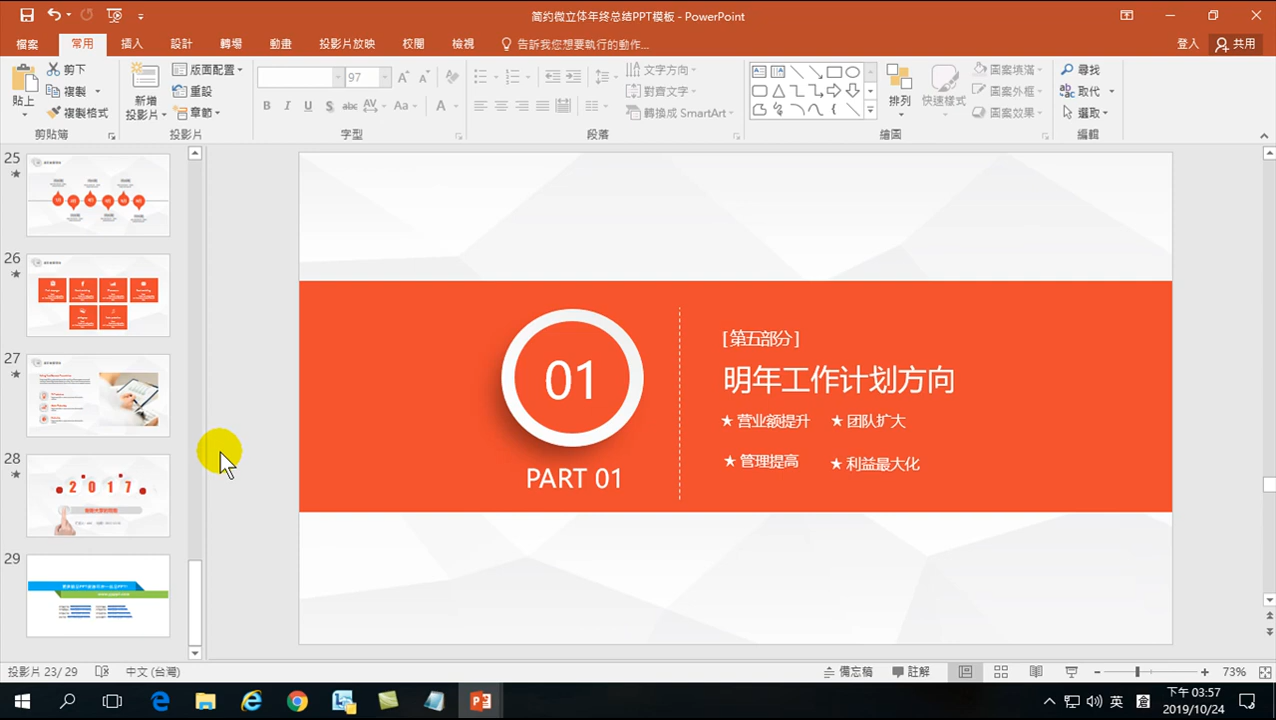 简约微立体年终总结PPT模板 - PowerPoint
檔案 常用 插入 設計 轉場 動畫 投影片放映 校閱 檢視 告訴我您想要執行的動作... 登入 共用
貼上 剪下 複製 複製格式 剪貼簿
新增投影片 版面配置 重設 章節 投影片
97
B I U S abc AV Aa A 字型
文字方向 對齊文字 轉換成 SmartArt 段落
排列 快速樣式 圖案填滿 圖案外框 圖案效果 繪圖
尋找 取代 選取 編輯
25
26
27
28
2017
29
01
PART 01
[第五部分]
明年工作计划方向
★ 营业额提升 ★ 团队扩大
★ 管理提高 ★ 利益最大化
投影片 23/ 29 中文 (台灣) 備忘稿 註解 73%
英 下午 03:57
2019/10/24